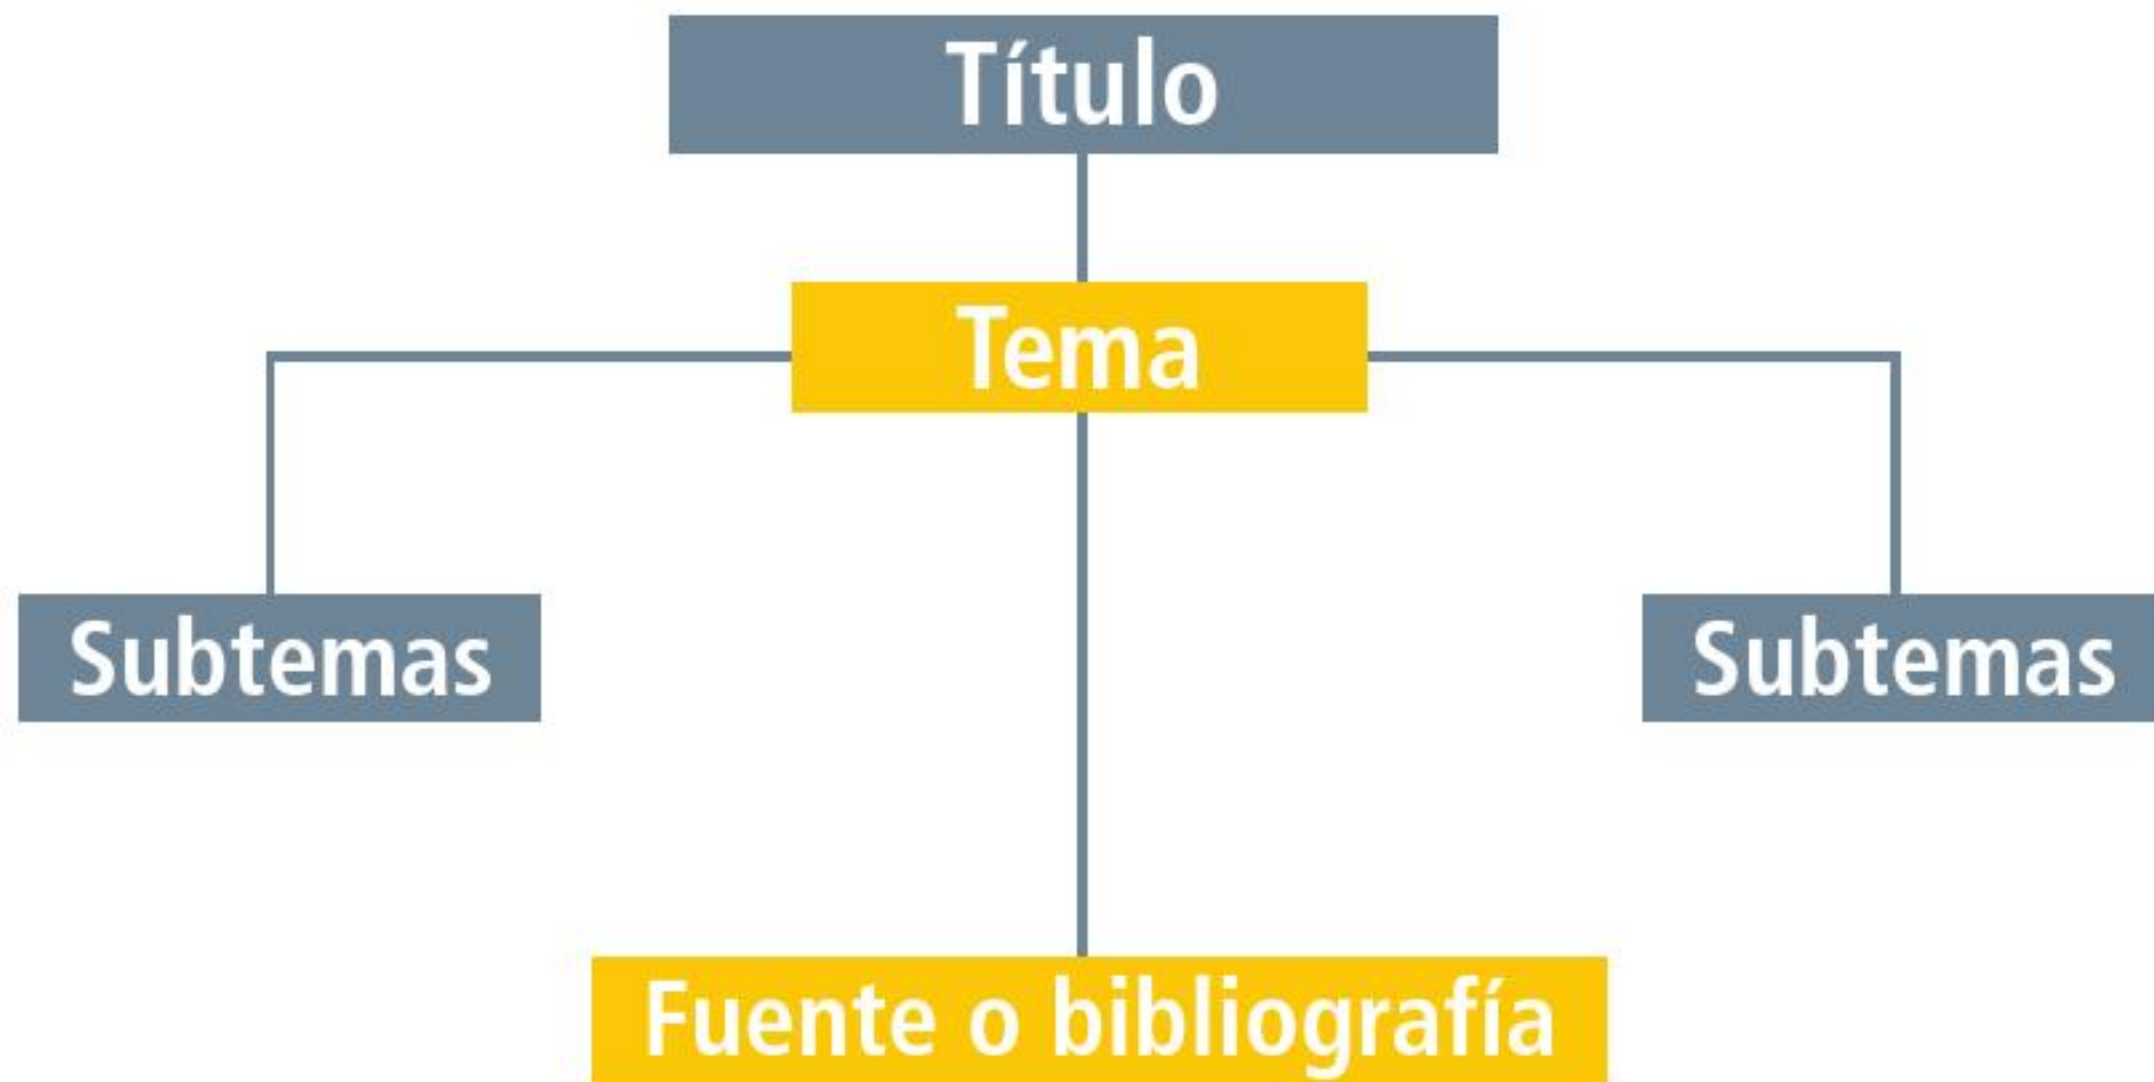 Título
Tema
Subtemas
Subtemas
Fuente o bibliografía